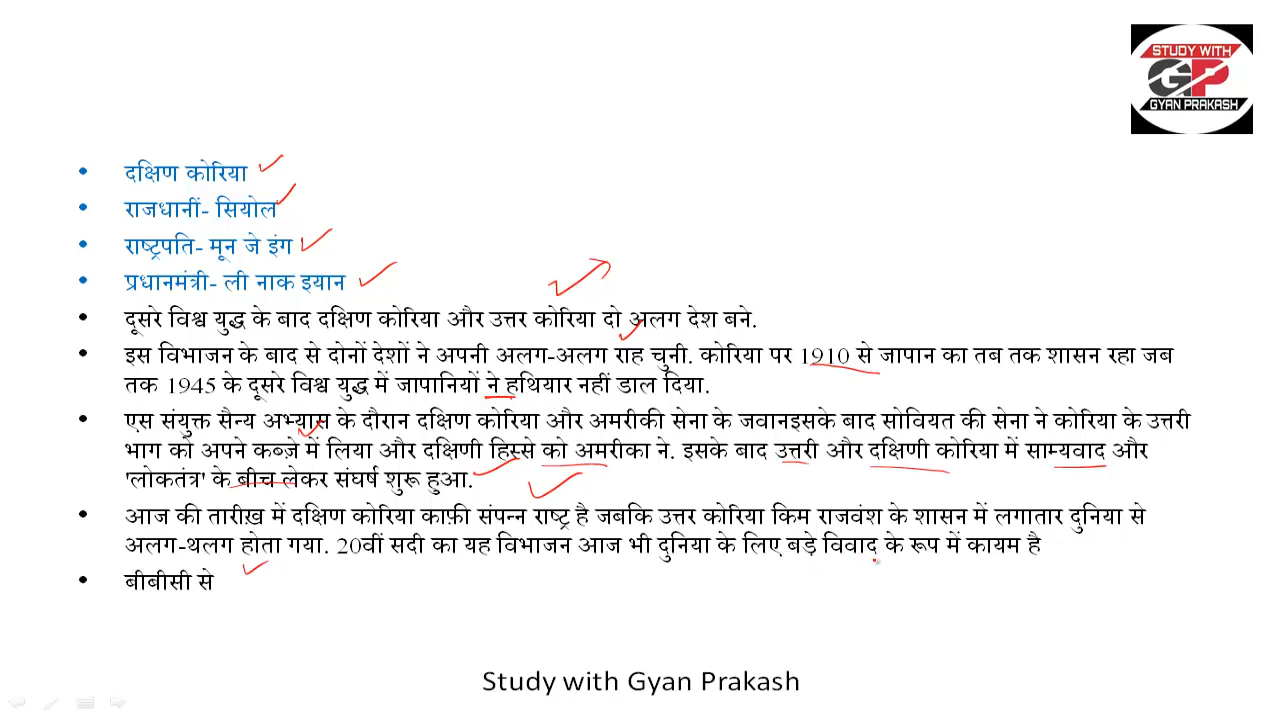 STUDY WITH
GP
GYAN PRAKASH
दक्षिण कोरिया
राजधानीं- सियोल
राष्ट्रपति- मून जे इंग
प्रधानमंत्री- ली नाक इयान
दूसरे विश्व युद्ध के बाद दक्षिण कोरिया और उत्तर कोरिया दो अलग देश बने.
इस विभाजन के बाद से दोनों देशों ने अपनी अलग-अलग राह चुनी. कोरिया पर 1910 से जापान का तब तक शासन रहा जब
तक 1945 के दूसरे विश्व युद्ध में जापानियों ने हथियार नहीं डाल दिया.
एस संयुक्त सैन्य अभ्यास के दौरान दक्षिण कोरिया और अमरीकी सेना के जवानइसके बाद सोवियत की सेना ने कोरिया के उत्तरी
भाग को अपने कब्ज़े में लिया और दक्षिणी हिस्से को अमरीका ने. इसके बाद उत्तरी और दक्षिणी कोरिया में साम्यवाद और
'लोकतंत्र' के बीच लेकर संघर्ष शुरू हुआ.
आज की तारीख़ में दक्षिण कोरिया काफ़ी संपन्न राष्ट्र है जबकि उत्तर कोरिया किम राजवंश के शासन में लगातार दुनिया से
अलग-थलग होता गया. 20वीं सदी का यह विभाजन आज भी दुनिया के लिए बड़े विवाद के रूप में कायम है
बीबीसी से
Study with Gyan Prakash